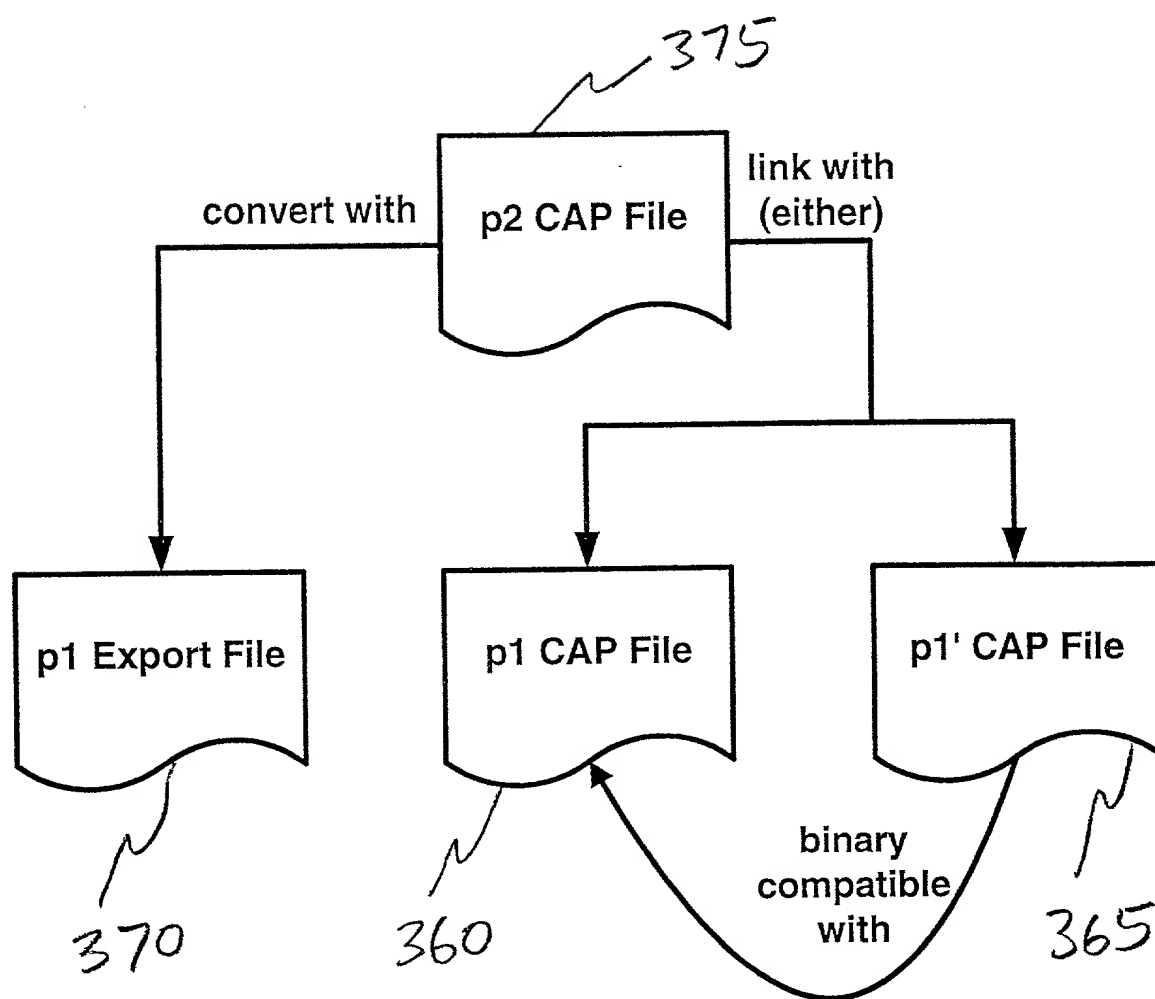 375
convert with
p2 CAP File
link with
(either)
p1 Export File
p1 CAP File
p1' CAP File
binary
compatible
with
370
360
365